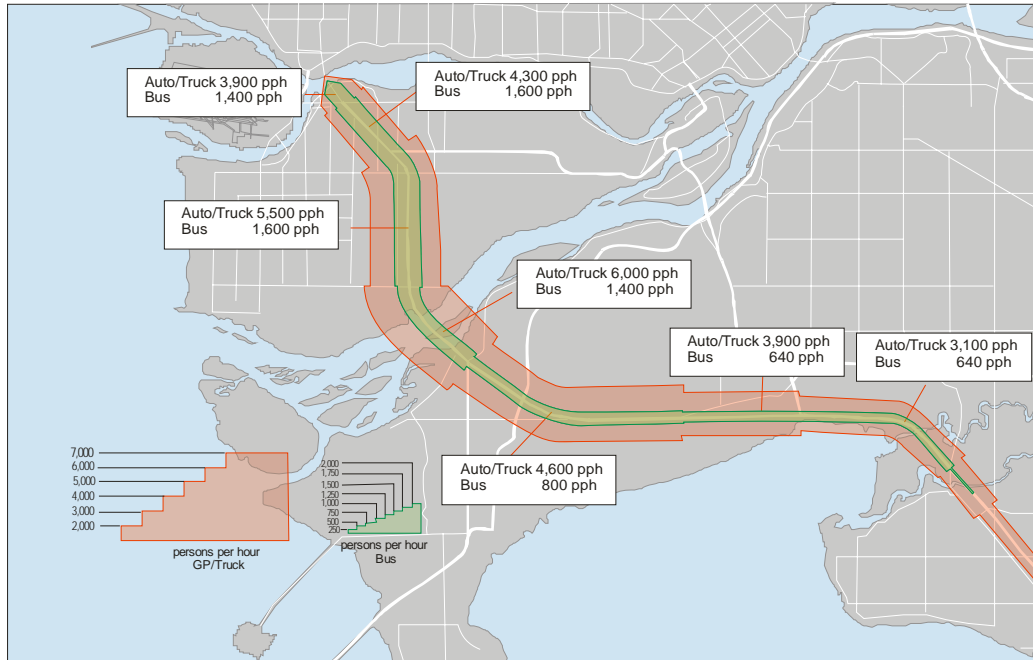 Auto/Truck 3,900 pph
Bus 1,400 pph
Auto/Truck 4,300 pph
Bus 1,600 pph
Auto/Truck 5,500 pph
Bus 1,600 pph
Auto/Truck 6,000 pph
Bus 1,400 pph
Auto/Truck 3,900 pph
Bus 640 pph
Auto/Truck 3,100 pph
Bus 640 pph
Auto/Truck 4,600 pph
Bus 800 pph
7,000
6,000
5,000
4,000
3,000
2,000
persons per hour
GP/Truck
2,000
1,750
1,500
1,250
1,000
750
500
250
persons per hour
Bus